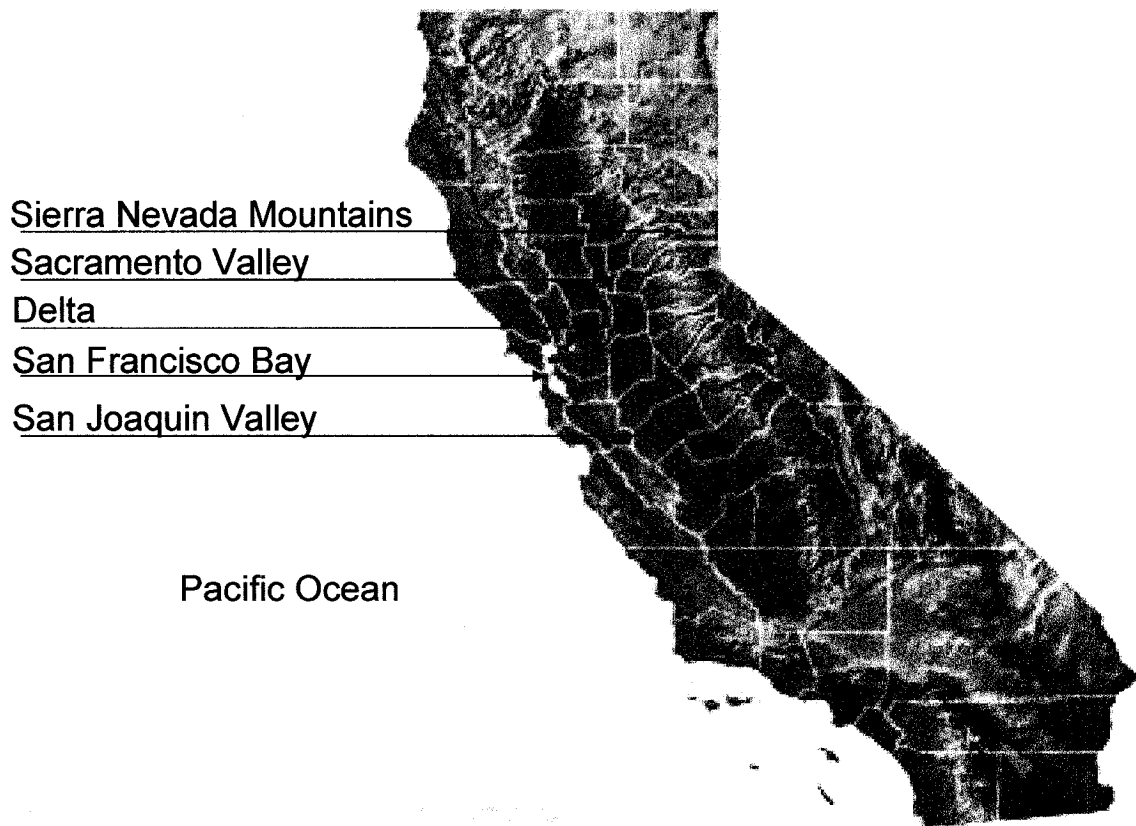 Sierra Nevada Mountains
Sacramento Valley
Delta
San Francisco Bay
San Joaquin Valley
Pacific Ocean